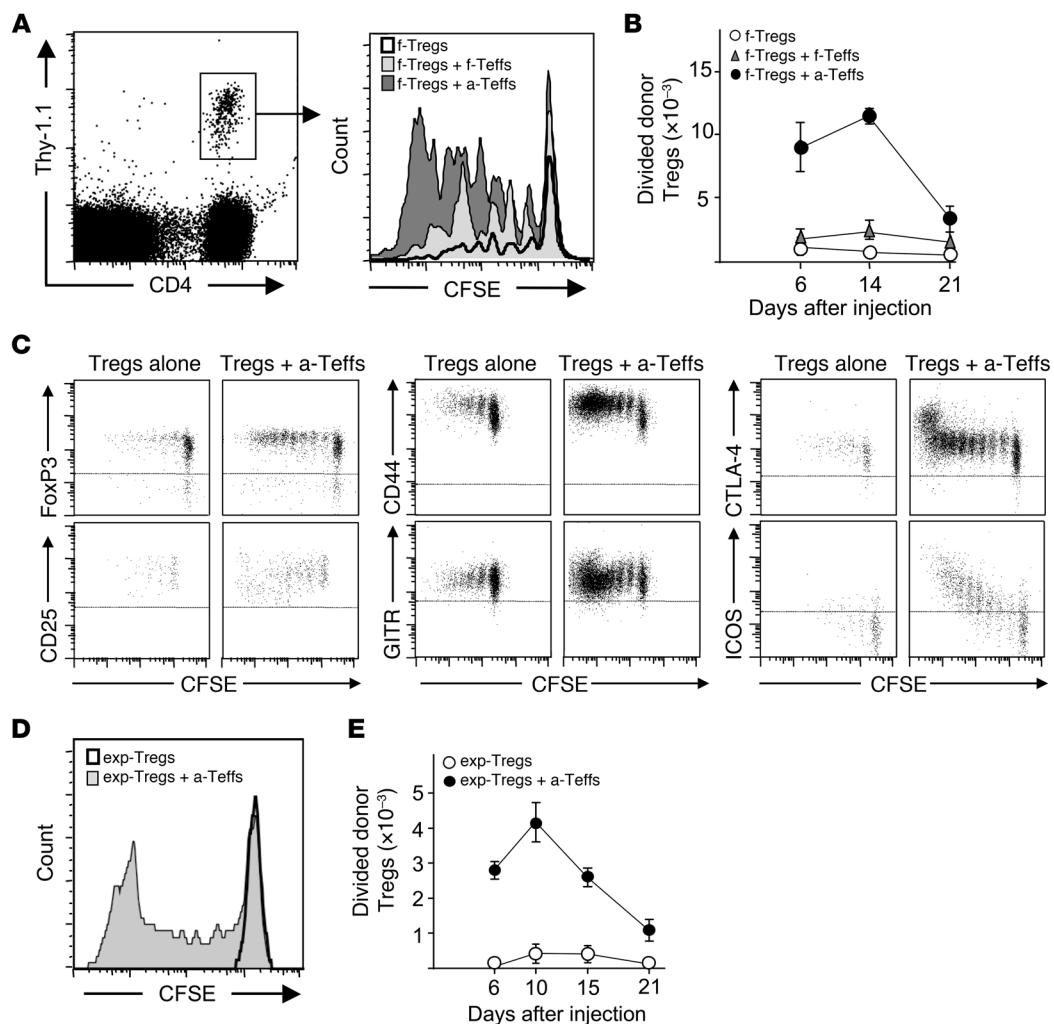 A
Thy-1.1
CD4
Count
f-Tregs
f-Tregs + f-Teffs
f-Tregs + a-Teffs
CFSE
B
f-Tregs
f-Tregs + f-Teffs
f-Tregs + a-Teffs
Divided donor
Tregs (×10⁻³)
15
10
5
6 14 21
Days after injection
C
Tregs alone Tregs + a-Teffs
FoxP3
CD25
CFSE
Tregs alone Tregs + a-Teffs
CD44
GITR
CFSE
Tregs alone Tregs + a-Teffs
CTLA-4
ICOS
CFSE
D
exp-Tregs
exp-Tregs + a-Teffs
Count
CFSE
E
exp-Tregs
exp-Tregs + a-Teffs
Divided donor
Tregs (×10⁻³)
5
4
3
2
1
6 10 15 21
Days after injection